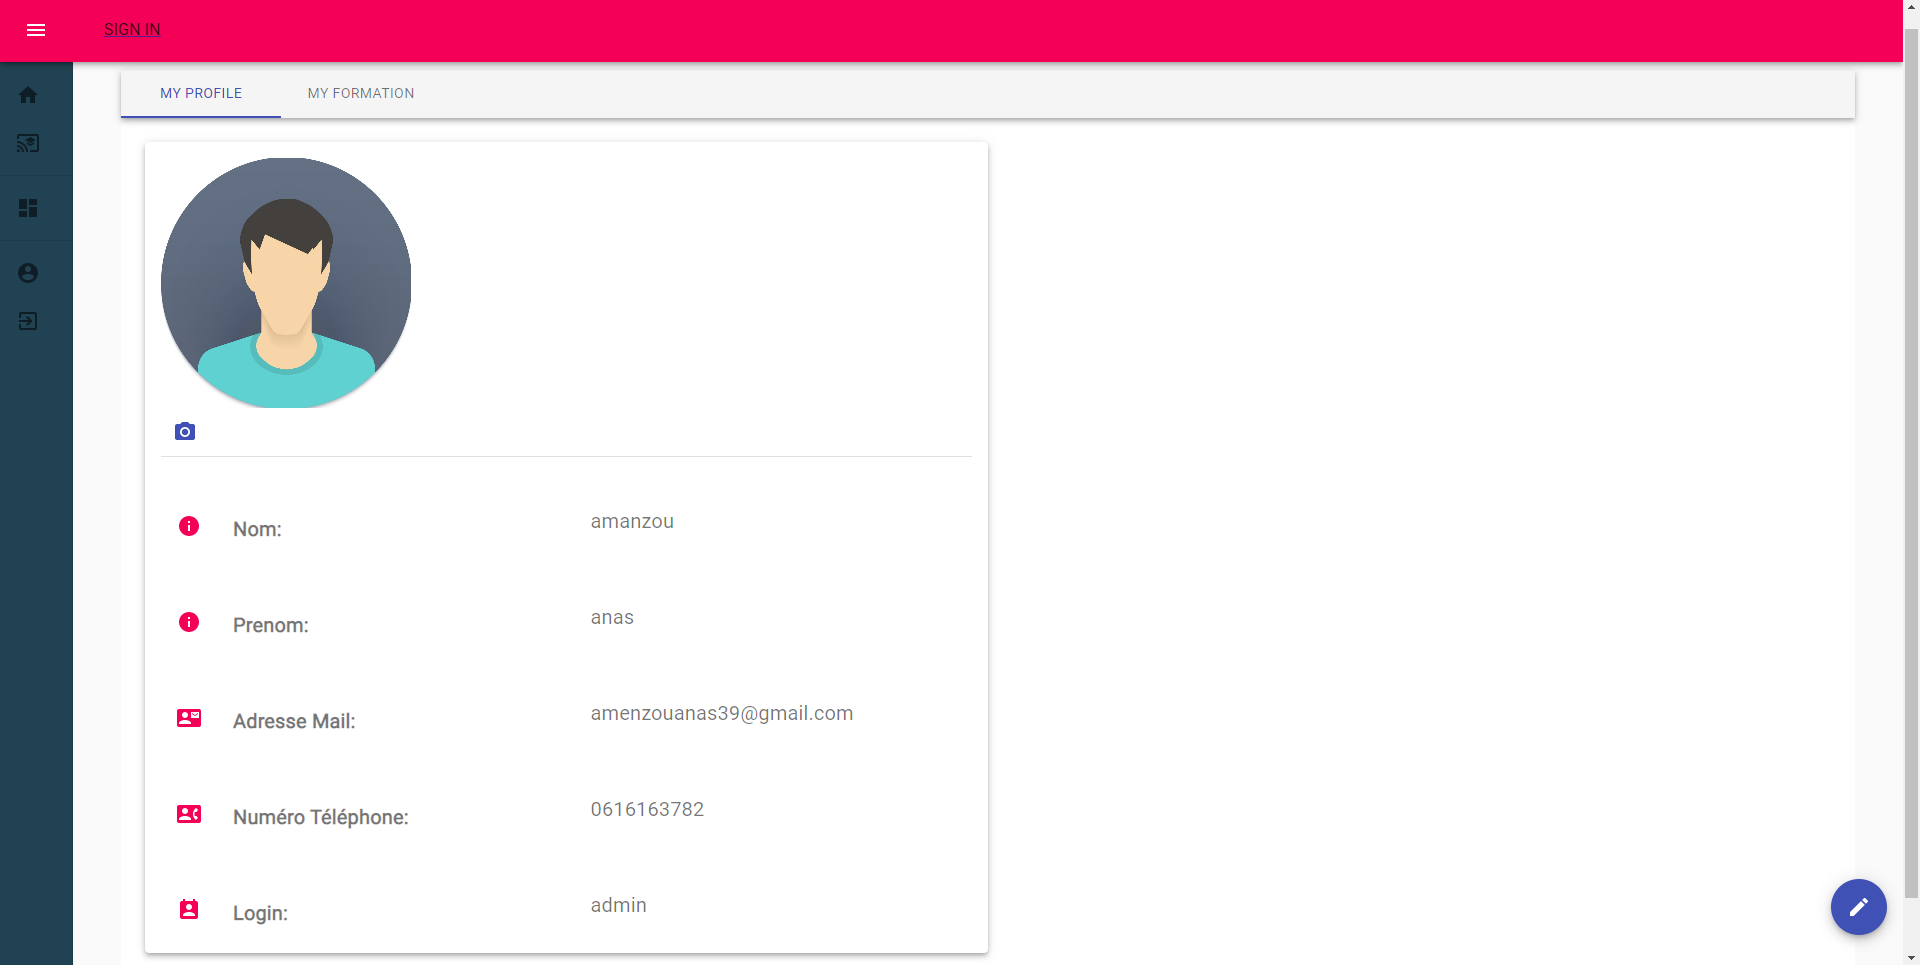 SIGN IN
MY PROFILE MY FORMATION
Nom: amanzou
Prenom: anas
Adresse Mail: amenzouanas39@gmail.com
Numéro Téléphone: 0616163782
Login: admin